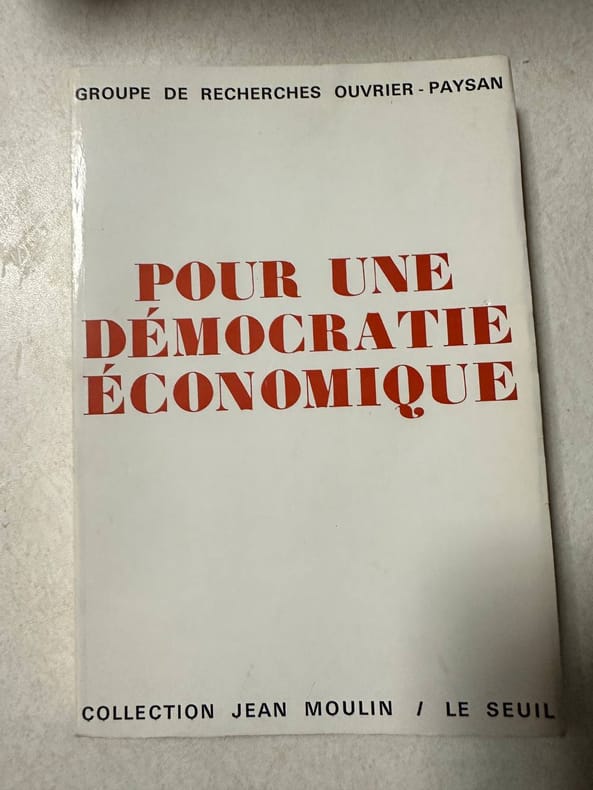 GROUPE DE RECHERCHES OUVRIER - PAYSAN
POUR UNE
DÉMOCRATIE
ÉCONOMIQUE
COLLECTION JEAN MOULIN / LE SEUIL